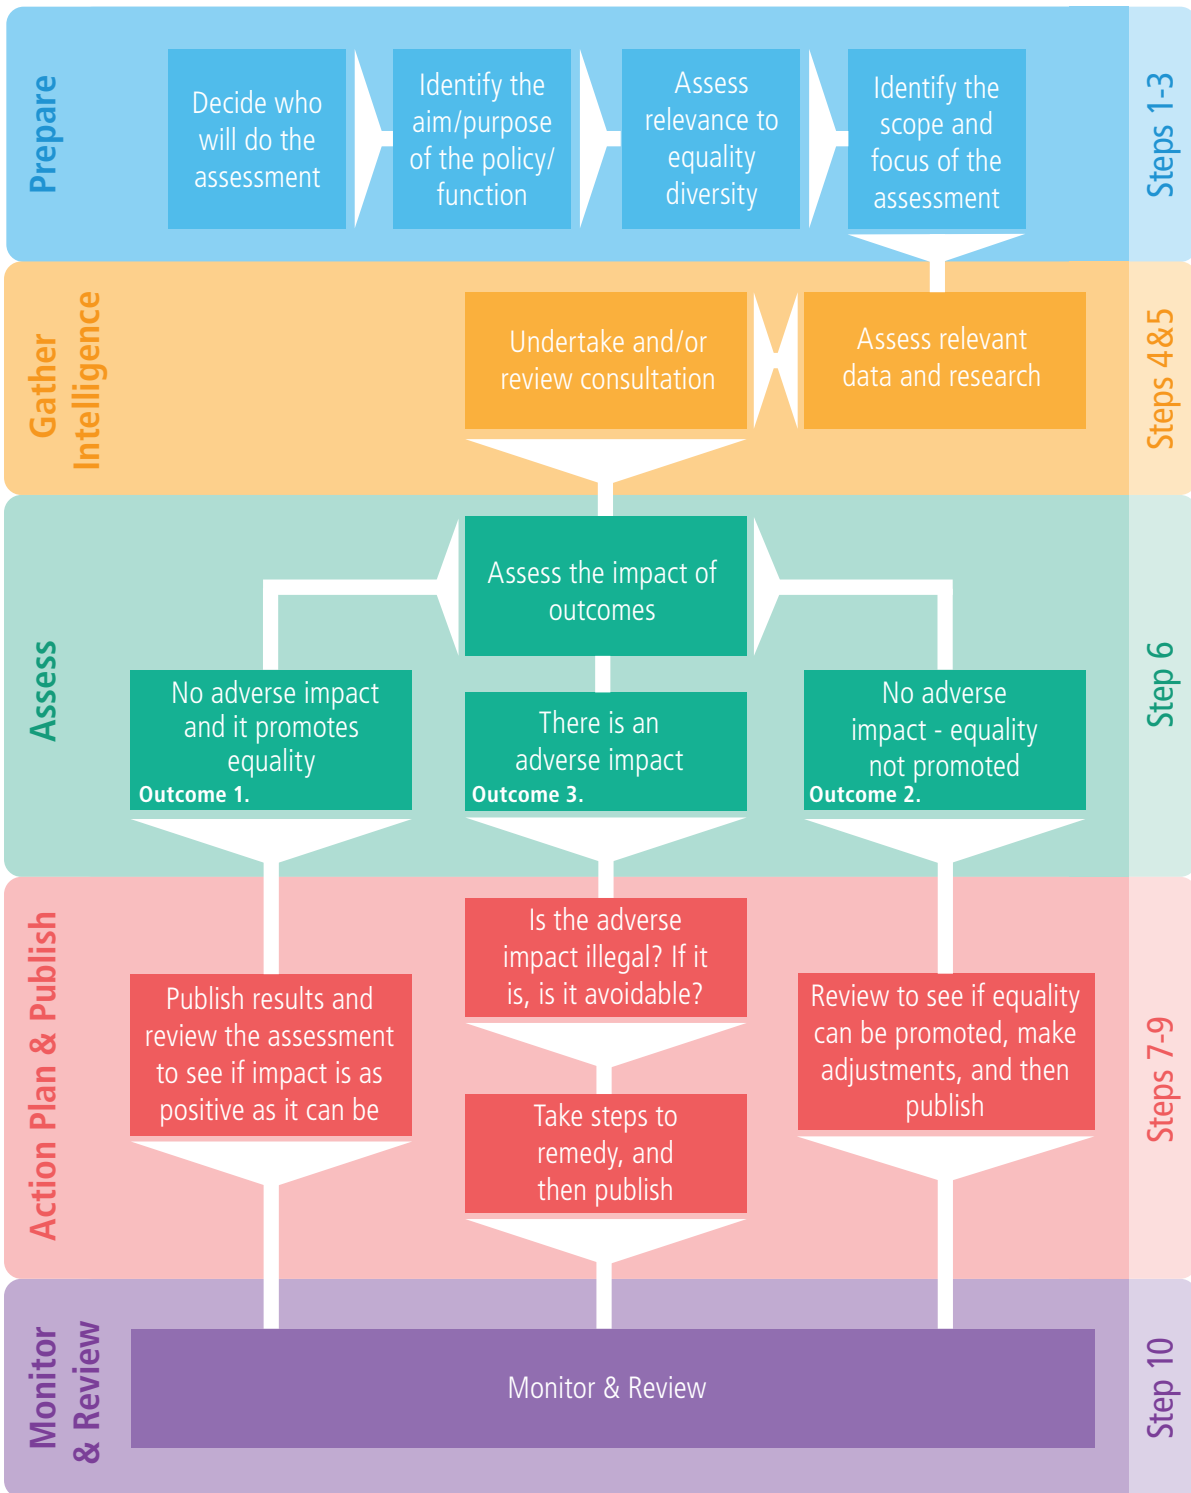 Prepare
Decide who
will do the
assessment
Identify the
aim/purpose
of the policy/
function
Assess
relevance to
equality
diversity
Identify the
scope and
focus of the
assessment
Steps 1-3
Gather
Intelligence
Undertake and/or
review consultation
Assess relevant
data and research
Steps 4&5
Assess
Assess the impact of
outcomes
No adverse impact
and it promotes
equality
Outcome 1.
There is an
adverse impact
Outcome 3.
No adverse
impact - equality
not promoted
Outcome 2.
Step 6
Action Plan & Publish
Publish results and
review the assessment
to see if impact is as
positive as it can be
Is the adverse
impact illegal? If it
is, is it avoidable?
Take steps to
remedy, and
then publish
Review to see if equality
can be promoted, make
adjustments, and then
publish
Steps 7-9
Monitor
& Review
Monitor & Review
Step 10